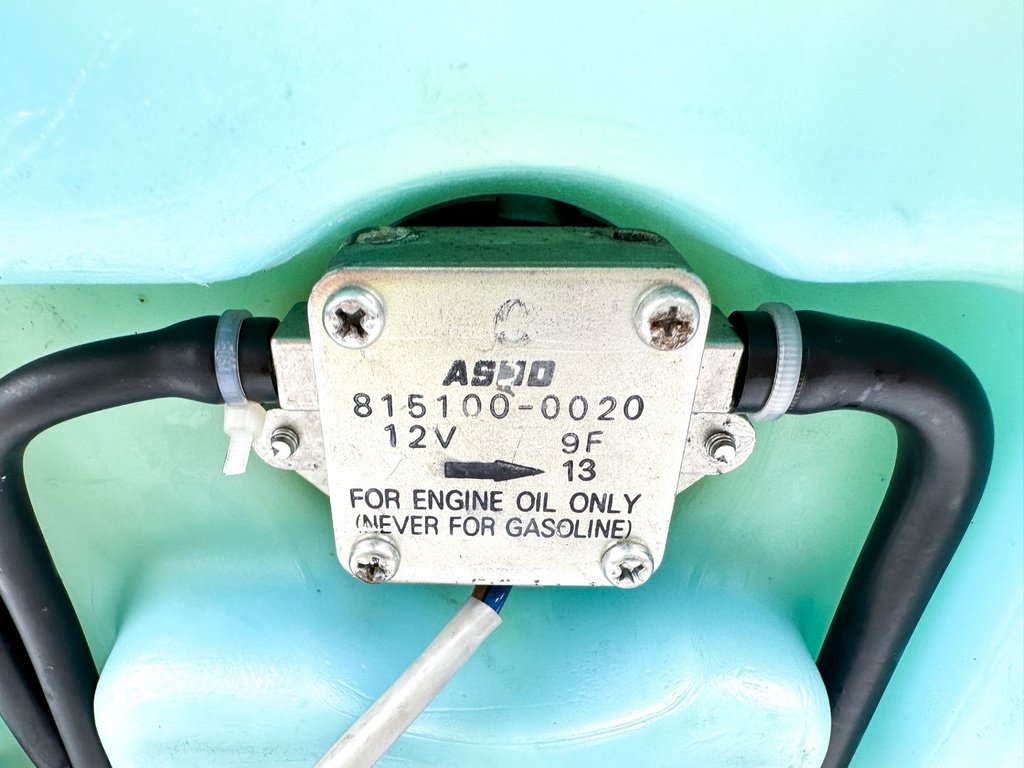 C
815100-0020
12V 9F
13
FOR ENGINE OIL ONLY
(NEVER FOR GASOLINE)